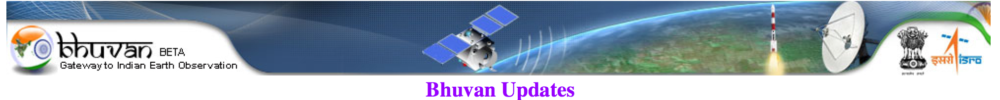 bhuvan BETA
Gateway to Indian Earth Observation
इसरो isro
Bhuvan Updates